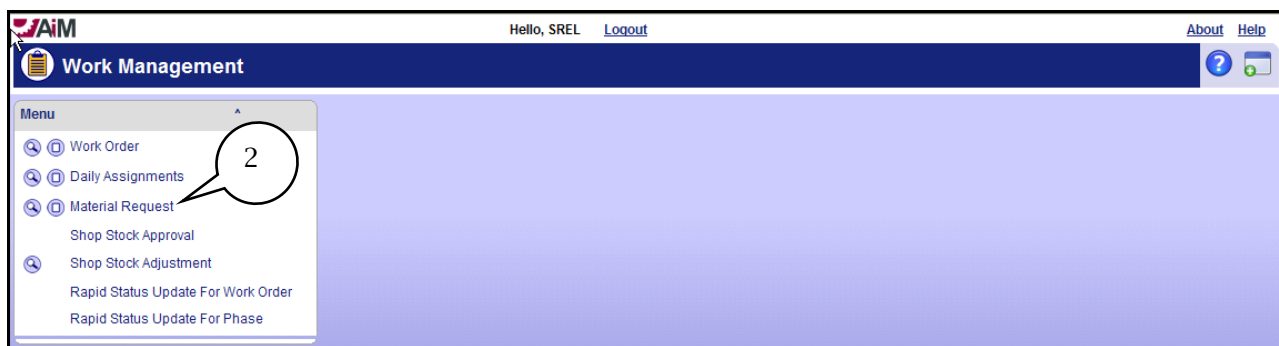 AiM Hello, SREL Logout About Help
Work Management
Menu ^
Work Order
2
Daily Assignments
Material Request
Shop Stock Approval
Shop Stock Adjustment
Rapid Status Update For Work Order
Rapid Status Update For Phase